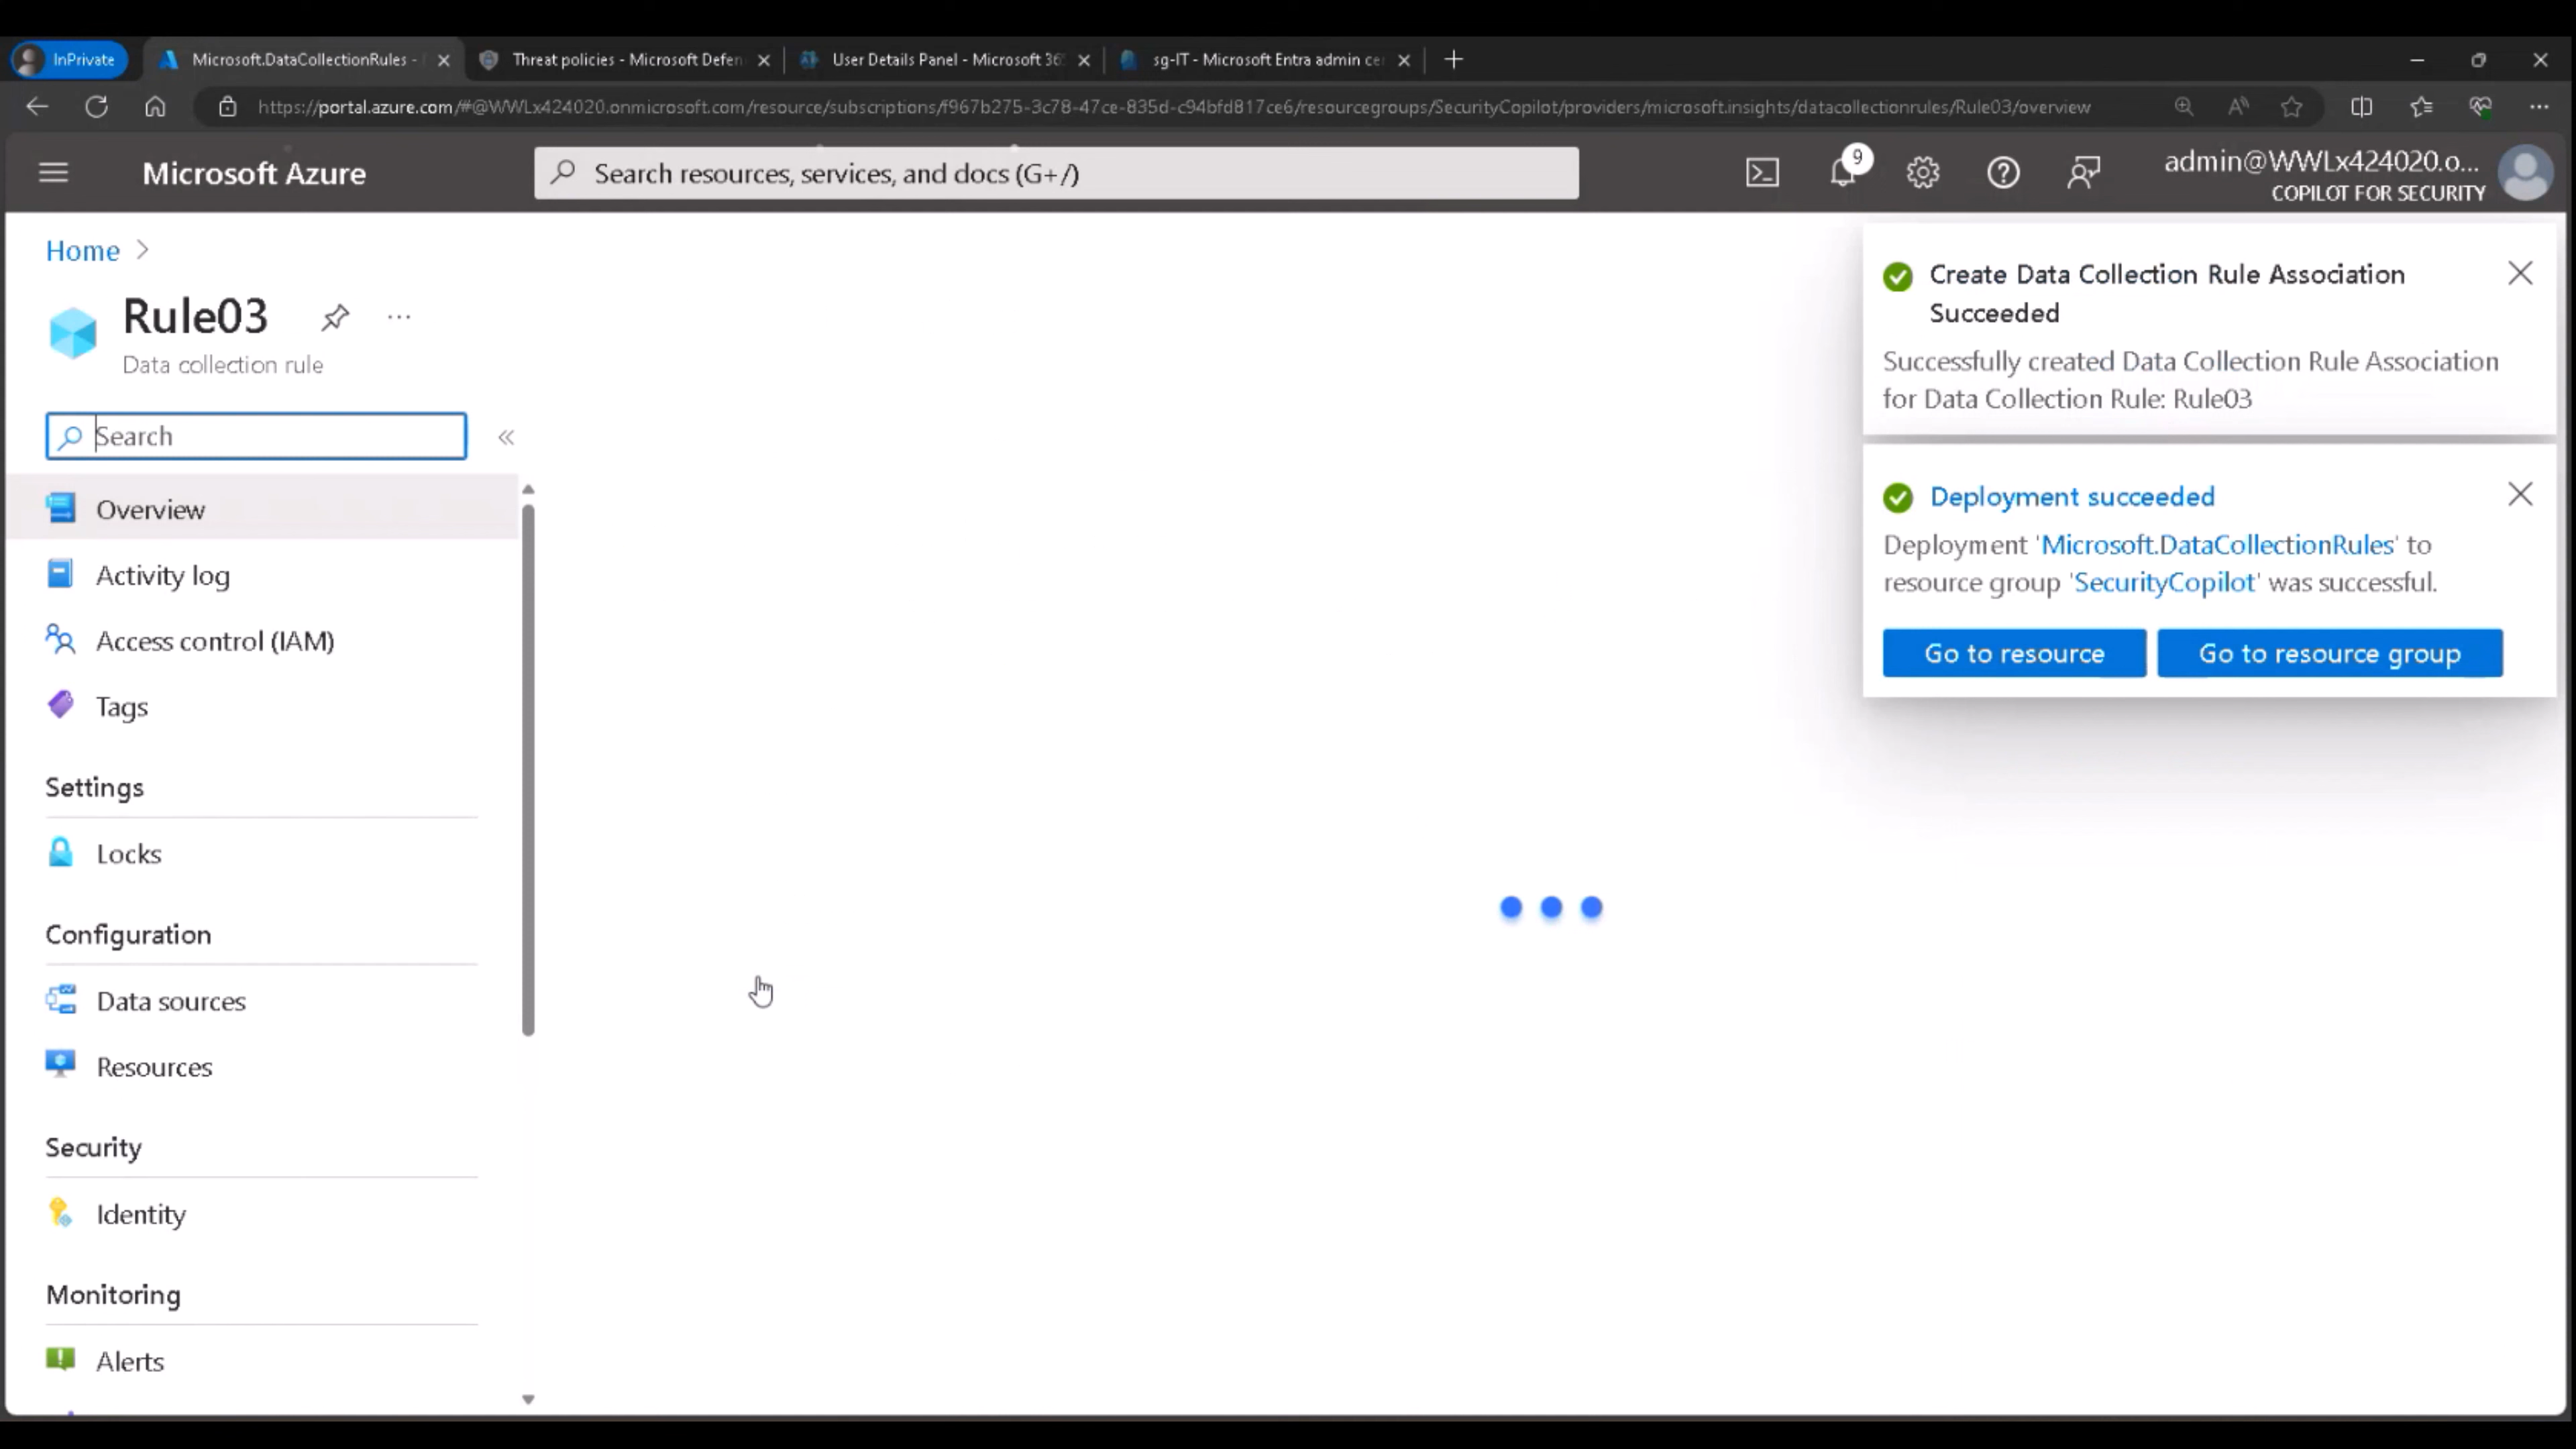 InPrivate
Microsoft.DataCollectionRules -
Threat policies - Microsoft Defen
User Details Panel - Microsoft 36
sg-IT - Microsoft Entra admin ce
https://portal.azure.com/#@WWLx424020.onmicrosoft.com/resource/subscriptions/f967b275-3c78-47ce-835d-c94bfd817ce6/resourcegroups/SecurityCopilot/providers/microsoft.insights/datacollectionrules/Rule03/overview
Microsoft Azure
Search resources, services, and docs (G+/)
9
admin@WWLx424020.o...
COPILOT FOR SECURITY
Home
Rule03
Data collection rule
Search
Overview
Activity log
Access control (IAM)
Tags
Settings
Locks
Configuration
Data sources
Resources
Security
Identity
Monitoring
Alerts
Create Data Collection Rule Association
Succeeded
Successfully created Data Collection Rule Association
for Data Collection Rule: Rule03
Deployment succeeded
Deployment 'Microsoft.DataCollectionRules' to
resource group 'SecurityCopilot' was successful.
Go to resource
Go to resource group